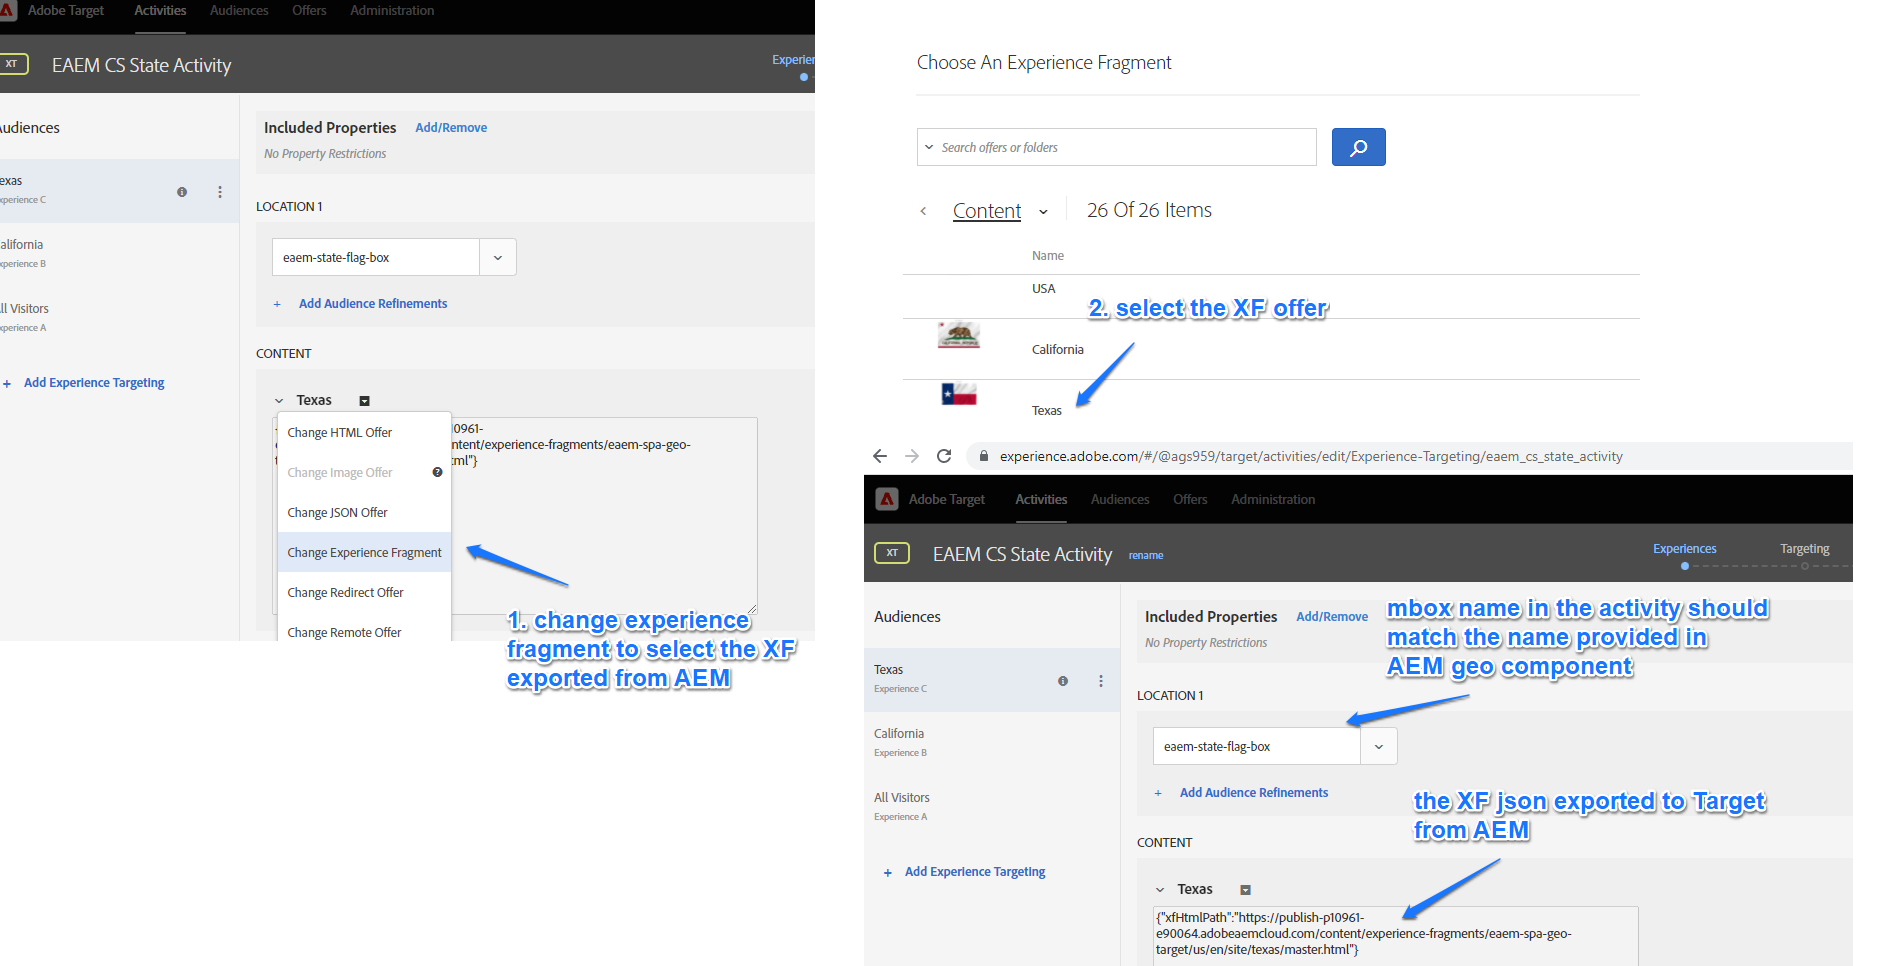 Adobe Target Activities Audiences Offers Administration
XT EAEM CS State Activity Experien
udiences
exas
xperience C
alifornia
xperience B
ll Visitors
xperience A
+ Add Experience Targeting
Included Properties Add/Remove
No Property Restrictions
LOCATION 1
eaem-state-flag-box
+ Add Audience Refinements
CONTENT
Texas
10961-
ntent/experience-fragments/eaem-spa-geo-
ml"}
Change HTML Offer
Change Image Offer
Change JSON Offer
Change Experience Fragment
Change Redirect Offer
Change Remote Offer
1. change experience
fragment to select the XF
exported from AEM
Choose An Experience Fragment
Search offers or folders
Content 26 Of 26 Items
Name
USA
2. select the XF offer
California
Texas
experience.adobe.com/#/@ags959/target/activities/edit/Experience-Targeting/eaem_cs_state_activity
Adobe Target Activities Audiences Offers Administration
XT EAEM CS State Activity rename Experiences Targeting
Audiences
Texas
Experience C
California
Experience B
All Visitors
Experience A
+ Add Experience Targeting
Included Properties Add/Remove
No Property Restrictions
mbox name in the activity should
match the name provided in
AEM geo component
LOCATION 1
eaem-state-flag-box
+ Add Audience Refinements
the XF json exported to Target
from AEM
CONTENT
Texas
{"xfHtmlPath":"https://publish-p10961-
e90064.adobeaemcloud.com/content/experience-fragments/eaem-spa-geo-
target/us/en/site/texas/master.html"}